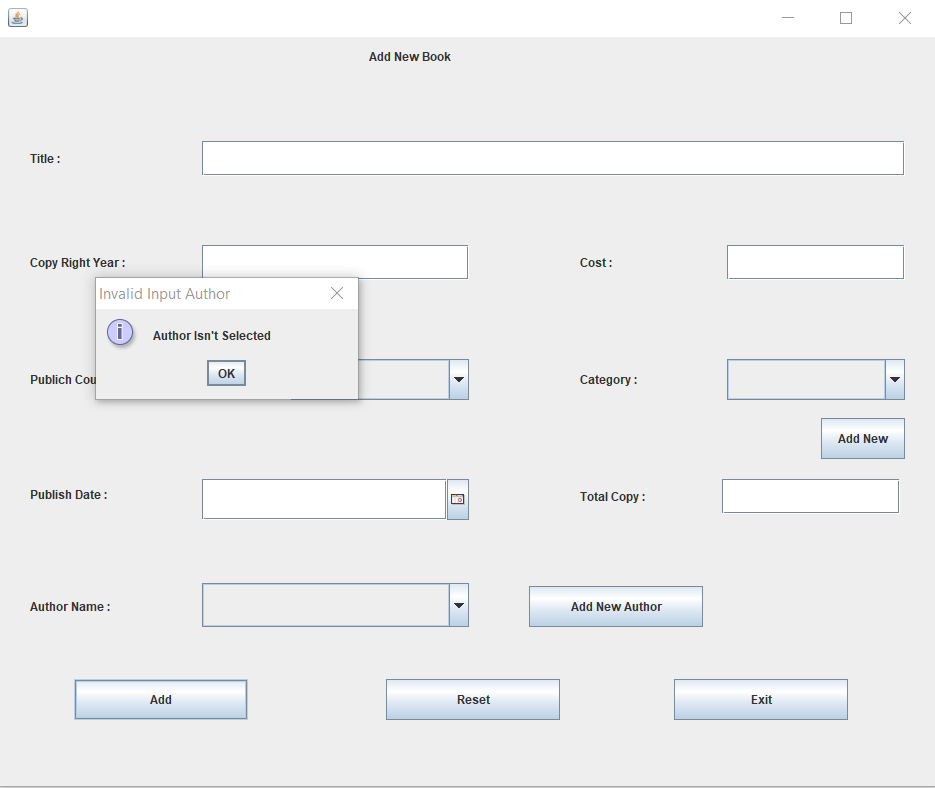 Add New Book
Title :
Copy Right Year :
Cost :
Invalid Input Author
Author Isn't Selected
OK
Publich
Category :
Add New
Publish Date :
Total Copy :
Author Name :
Add New Author
Add
Reset
Exit